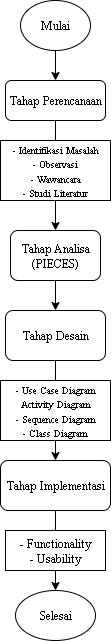 Mulai
Tahap Perencanaan
- Identifikasi Masalah
- Observasi
- Wawancara
- Studi Literatur
Tahap Analisa
(PIECES)
Tahap Desain
- Use Case Diagram
Activity Diagram
- Sequence Diagram
- Class Diagram
Tahap Implementasi
- Functionality
- Usability
Selesai